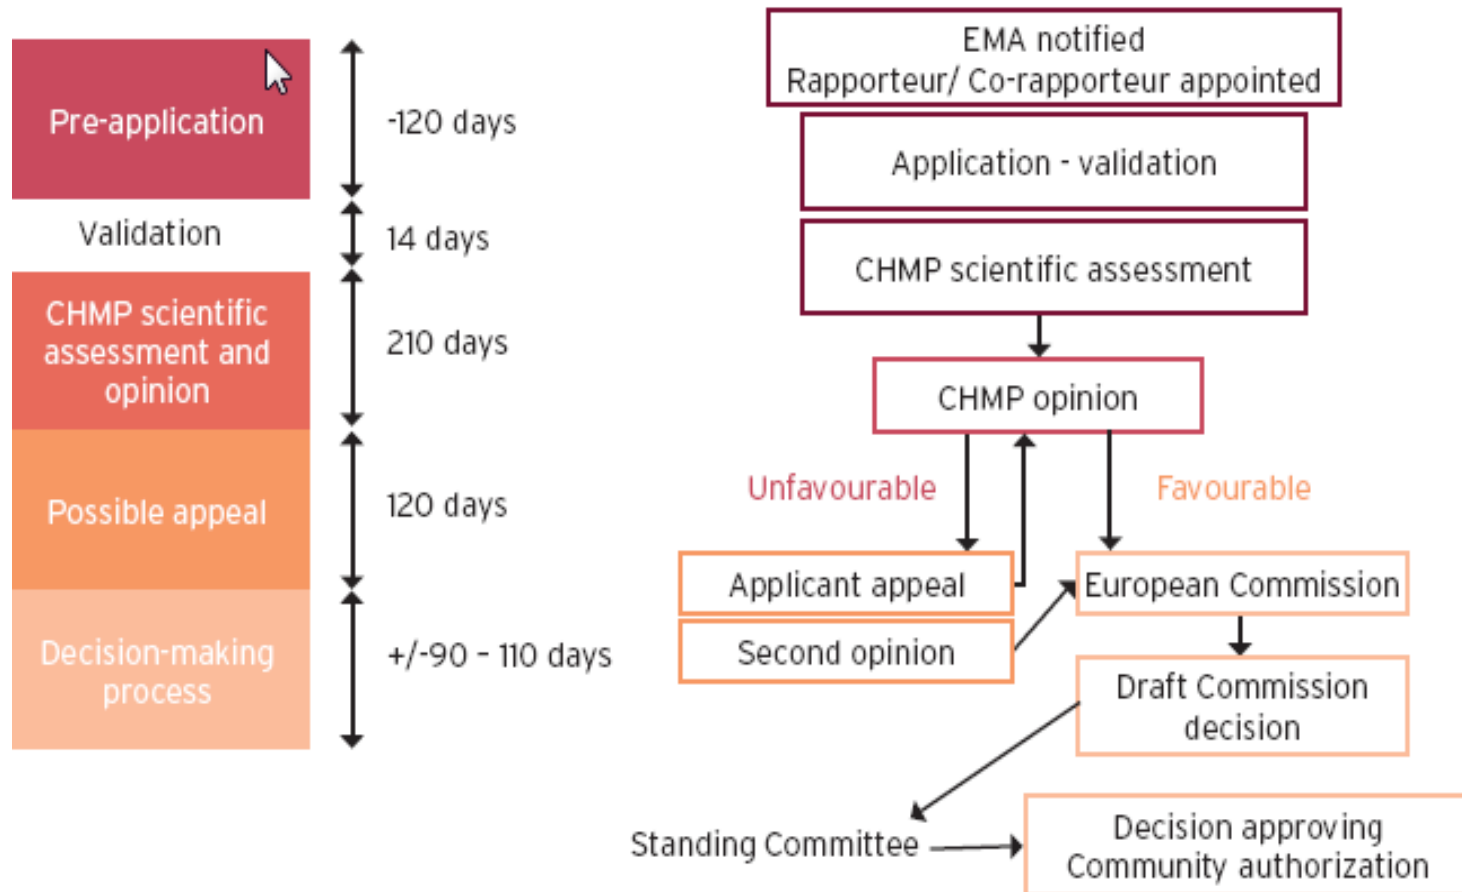 Pre-application
-120 days
Validation
14 days
CHMP scientific
assessment and
opinion
210 days
Possible appeal
120 days
Decision-making
process
+/-90 – 110 days
EMA notified
Rapporteur/ Co-rapporteur appointed
Application - validation
CHMP scientific assessment
CHMP opinion
Unfavourable
Favourable
Applicant appeal
European Commission
Second opinion
Draft Commission
decision
Standing Committee
Decision approving
Community authorization